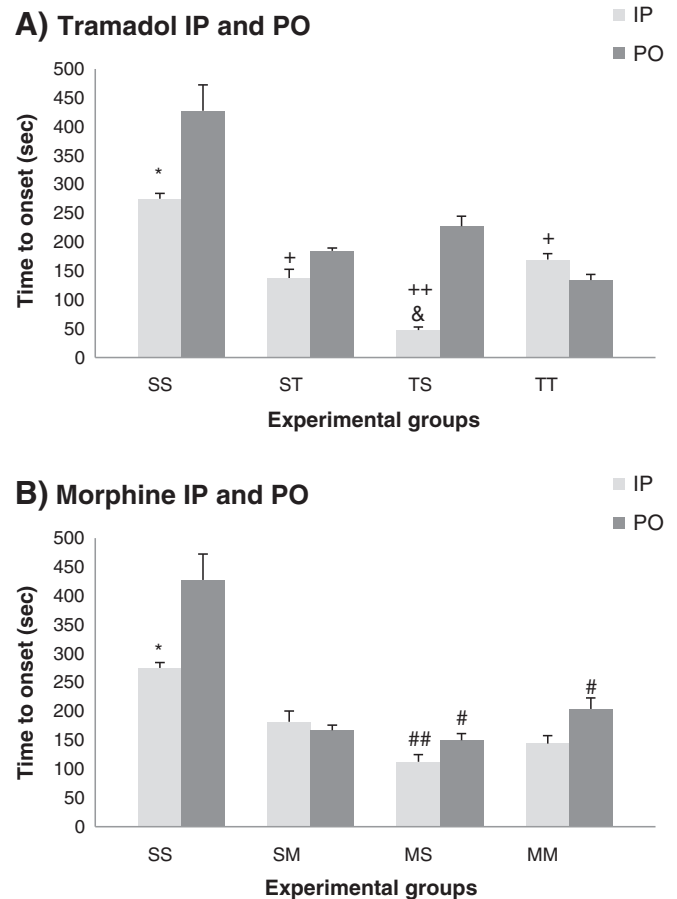 A) Tramadol IP and PO
IP
PO
Time to onset (sec)
500
450
400
350
300
250
200
150
100
50
0
*
+
++
&
+
SS ST TS TT
Experimental groups
B) Morphine IP and PO
IP
PO
Time to onset (sec)
500
450
400
350
300
250
200
150
100
50
0
*
##
#
#
SS SM MS MM
Experimental groups